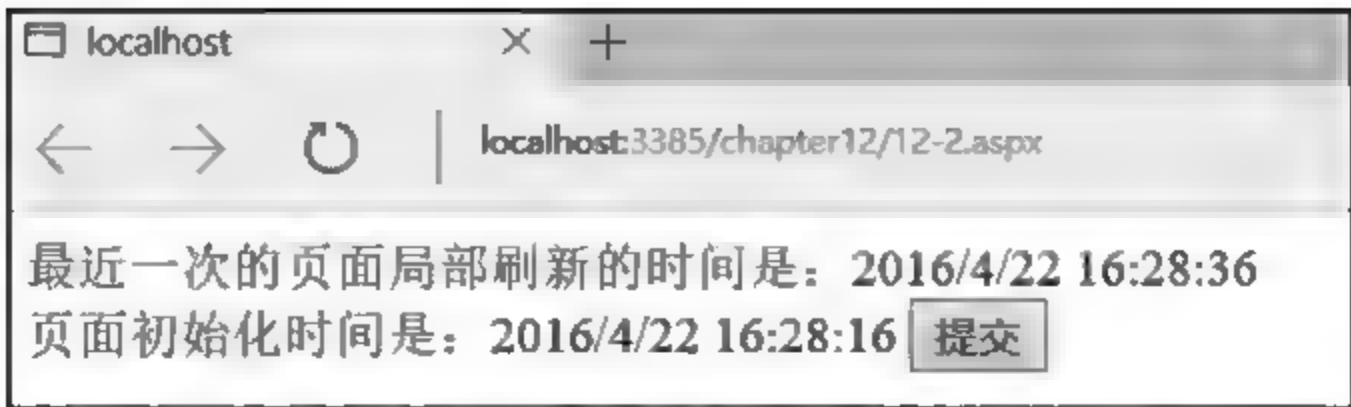 localhost
localhost:3385/chapter12/12-2.aspx
最近一次的页面局部刷新的时间是：2016/4/22 16:28:36
页面初始化时间是：2016/4/22 16:28:16 提交